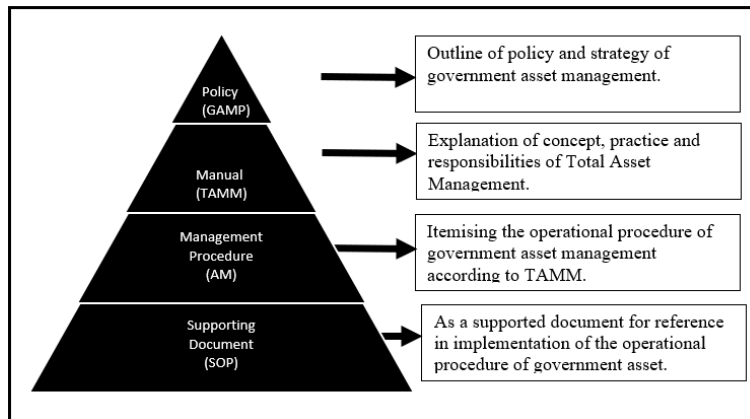 Policy
(GAMP)
Outline of policy and strategy of
government asset management.
Manual
(TAMM)
Explanation of concept, practice and
responsibilities of Total Asset
Management.
Management
Procedure
(AM)
Itemising the operational procedure of
government asset management
according to TAMM.
Supporting
Document
(SOP)
As a supported document for reference
in implementation of the operational
procedure of government asset.